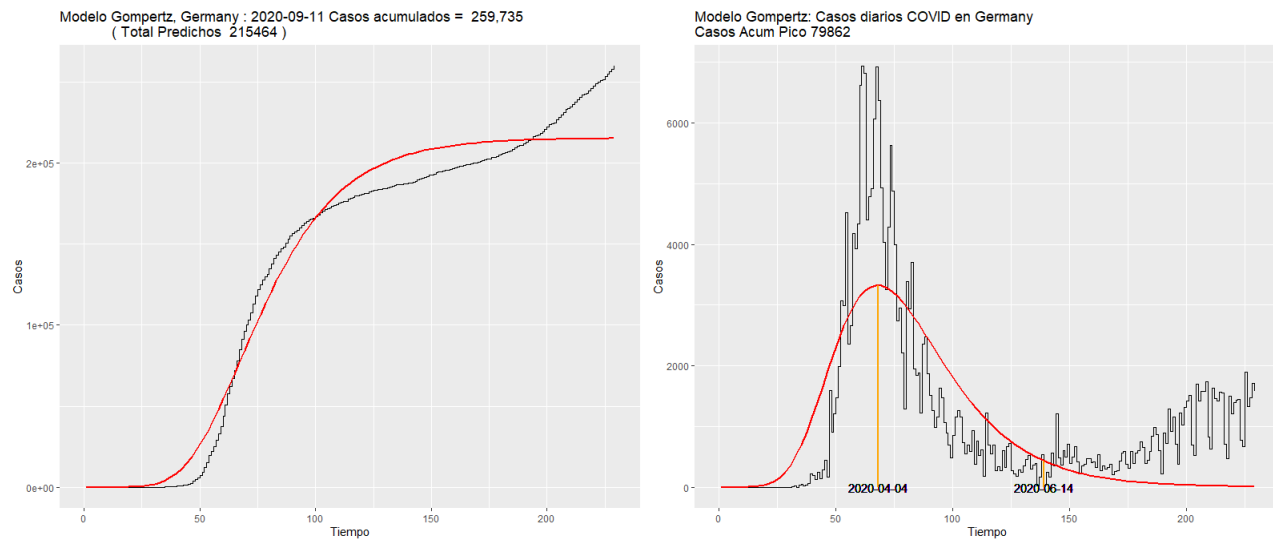 Modelo Gompertz, Germany : 2020-09-11 Casos acumulados =  259,735
( Total Predichos  215464 )
Casos
2e+05
1e+05
0e+00
0
50
100
150
200
Tiempo
Modelo Gompertz: Casos diarios COVID en Germany
Casos Acum Pico 79862
Casos
6000
4000
2000
0
2020-04-04
2020-06-14
0
50
100
150
200
Tiempo